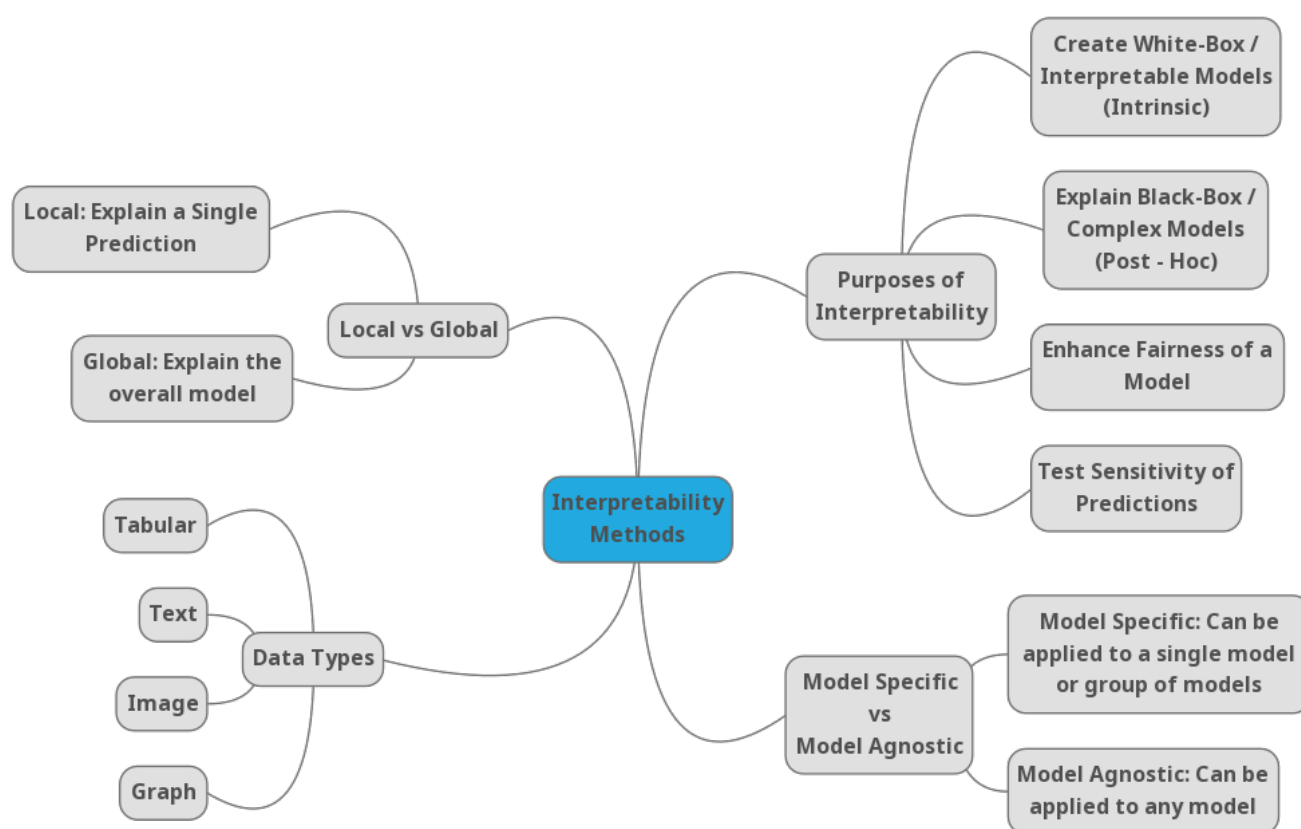 Interpretability
Methods
Local vs Global
Local: Explain a Single
Prediction
Global: Explain the
overall model
Data Types
Tabular
Text
Image
Graph
Purposes of
Interpretability
Create White-Box /
Interpretable Models
(Intrinsic)
Explain Black-Box /
Complex Models
(Post - Hoc)
Enhance Fairness of a
Model
Test Sensitivity of
Predictions
Model Specific
vs
Model Agnostic
Model Specific: Can be
applied to a single model
or group of models
Model Agnostic: Can be
applied to any model